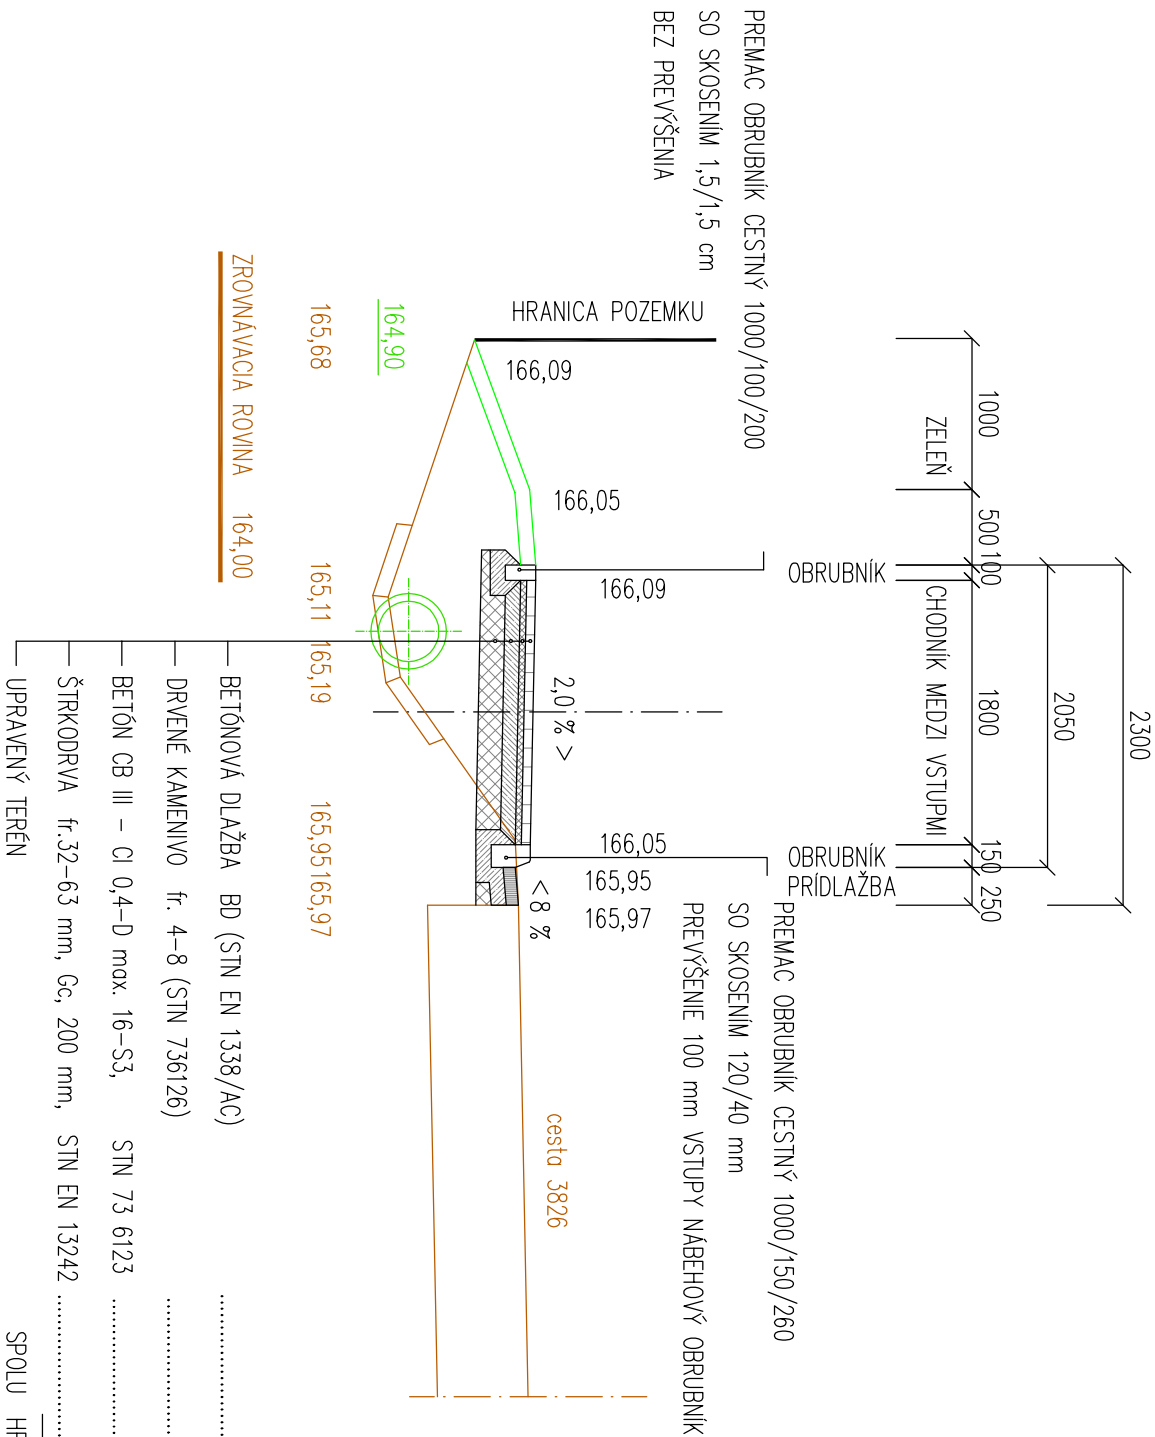 2300
2050
1000
500
100
1800
150
250
ZELEŇ
OBRUBNÍK
CHODNÍK MEDZI VSTUPMI
OBRUBNÍK
PRÍDLAŽBA
PREMAC OBRUBNÍK CESTNÝ 1000/100/200
SO SKOSENÍM 1,5/1,5 cm
BEZ PREVÝŠENIA
PREMAC OBRUBNÍK CESTNÝ 1000/150/260
SO SKOSENÍM 120/40 mm
PREVÝŠENIE 100 mm VSTUPY NÁBEHOVÝ OBRUBNÍK
HRANICA POZEMKU
166,09
166,05
166,09
2,0 % >
166,05
165,95
165,97
<8 %
cesta 3826
164,90
165,68
165,11
165,19
165,95
165,97
ZROVNÁVACIA ROVINA 164,00
BETÓNOVÁ DLAŽBA BD (STN EN 1338/AC)
DRVENÉ KAMENIVO fr. 4-8 (STN 736126)
BETÓN CB III - Cl 0,4-D max. 16-S3, STN 73 6123
ŠTRKODRVA fr.32-63 mm, Gc, 200 mm, STN EN 13242
UPRAVENÝ TERÉN
SPOLU